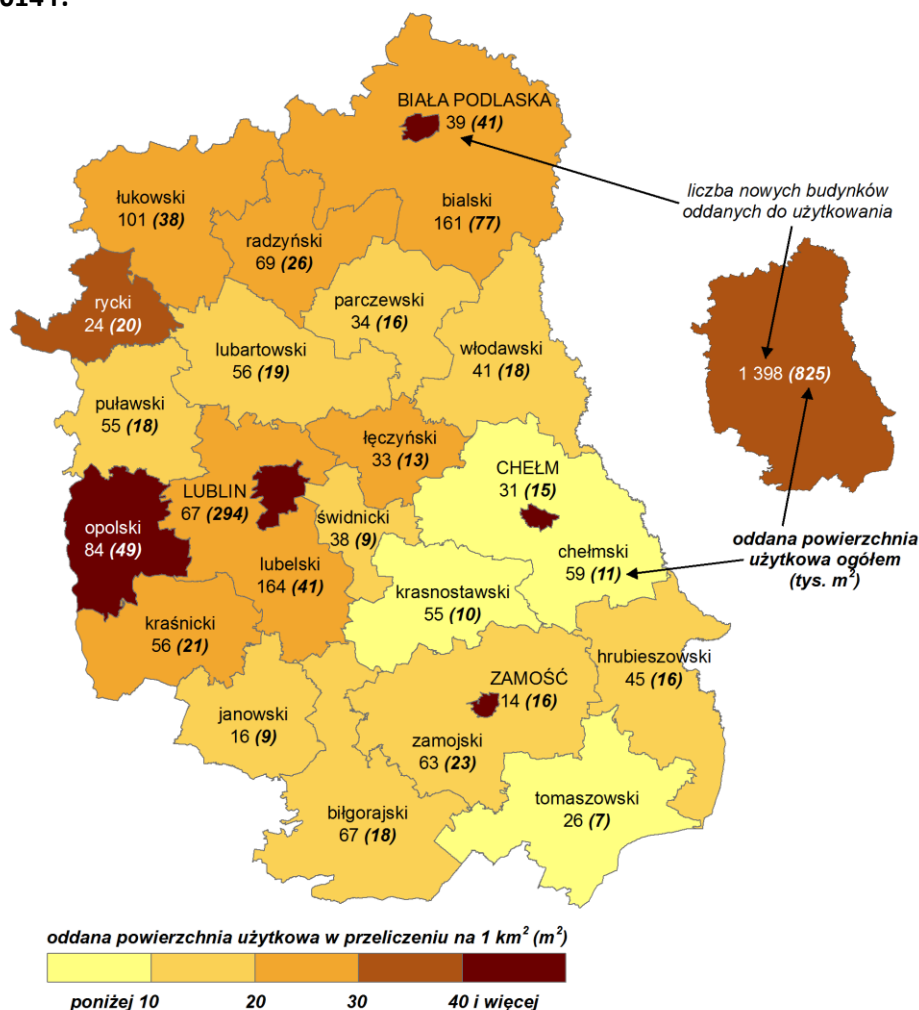 BIAŁA PODLASKA
39 (41)
liczba nowych budynków
oddanych do użytkowania
łukowski
101 (38)
bialski
161 (77)
radzyński
69 (26)
rycki
24 (20)
parczewski
34 (16)
lubartowski
56 (19)
włodawski
41 (18)
1 398 (825)
puławski
55 (18)
łęczyński
33 (13)
CHEŁM
31 (15)
LUBLIN
67 (294)
świdnicki
38 (9)
opolski
84 (49)
oddana powierzchnia
użytkowa ogółem
(tys. m²)
chełmski
59 (11)
lubelski
164 (41)
krasnostawski
55 (10)
kraśnicki
56 (21)
hrubieszowski
45 (16)
ZAMOŚĆ
14 (16)
janowski
16 (9)
zamojski
63 (23)
tomaszowski
26 (7)
biłgorajski
67 (18)
oddana powierzchnia użytkowa w przeliczeniu na 1 km² (m²)
poniżej 10 20 30 40 i więcej